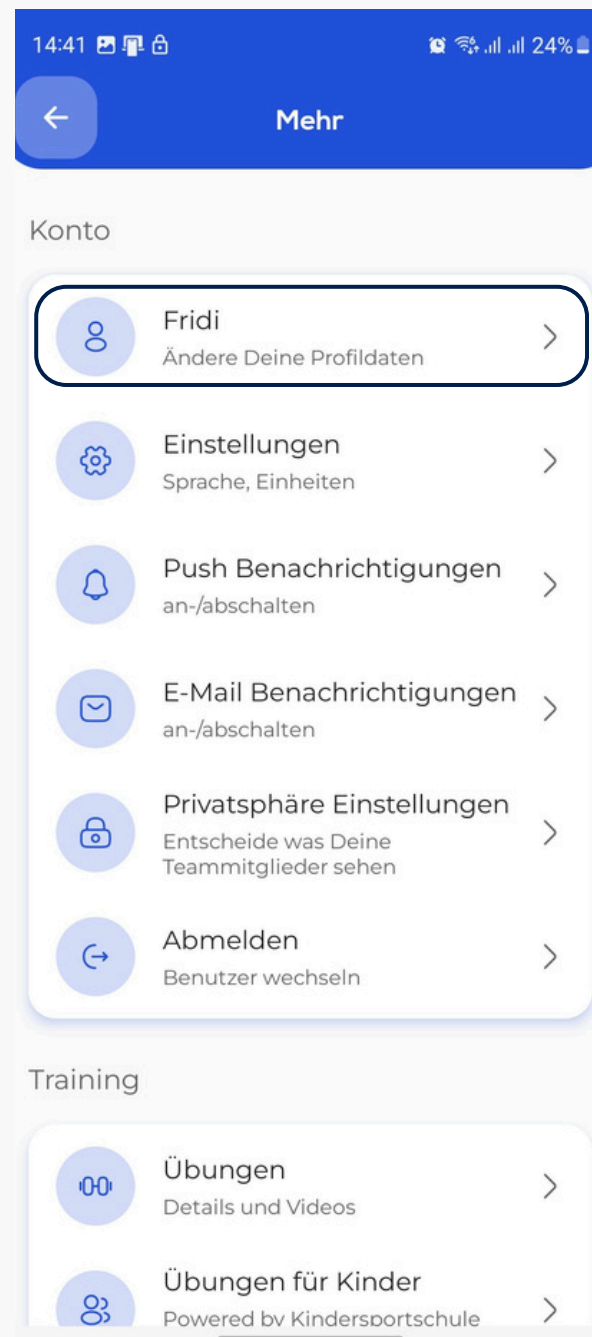 14:41 24%
Mehr
Konto
Fridi
Ändere Deine Profildaten
Einstellungen
Sprache, Einheiten
Push Benachrichtigungen
an-/abschalten
E-Mail Benachrichtigungen
an-/abschalten
Privatsphäre Einstellungen
Entscheide was Deine
Teammitglieder sehen
Abmelden
Benutzer wechseln
Training
Übungen
Details und Videos
Übungen für Kinder
Powered by Kindersportschule